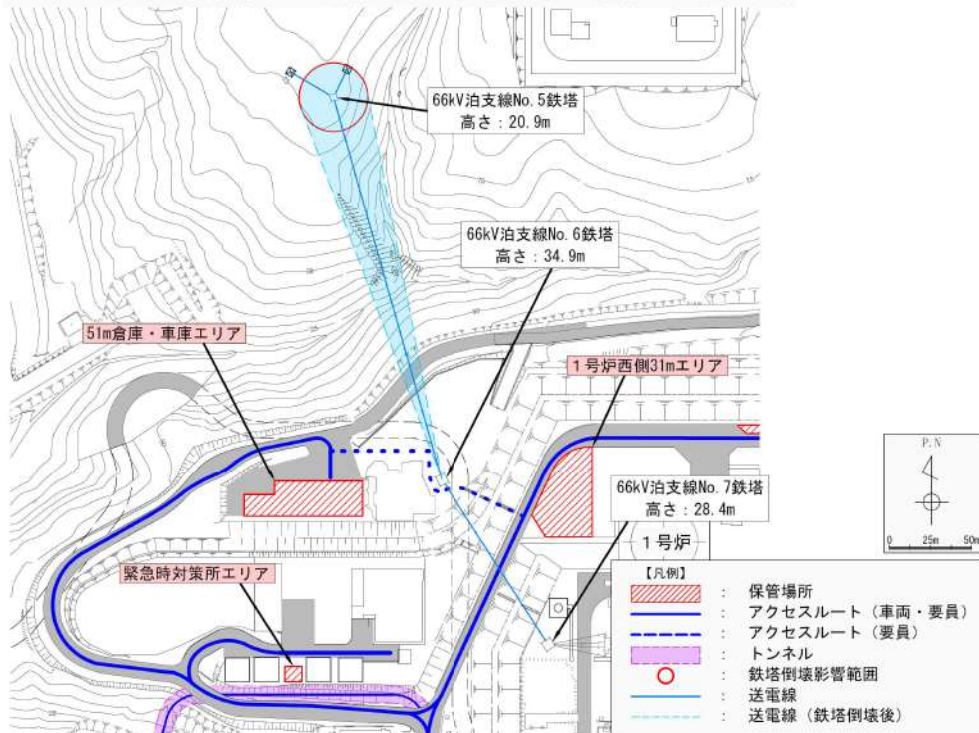 66kV泊支線No.5鉄塔
高さ：20.9m
66kV泊支線No.6鉄塔
高さ：34.9m
51m倉庫・車庫エリア
１号炉西側31mエリア
66kV泊支線No.7鉄塔
高さ：28.4m
P.N
0 25m 50m
１号炉
緊急時対策所エリア
【凡例】
： 保管場所
： アクセスルート（車両・要員）
： アクセスルート（要員）
： トンネル
： 鉄塔倒壊影響範囲
： 送電線
： 送電線（鉄塔倒壊後）